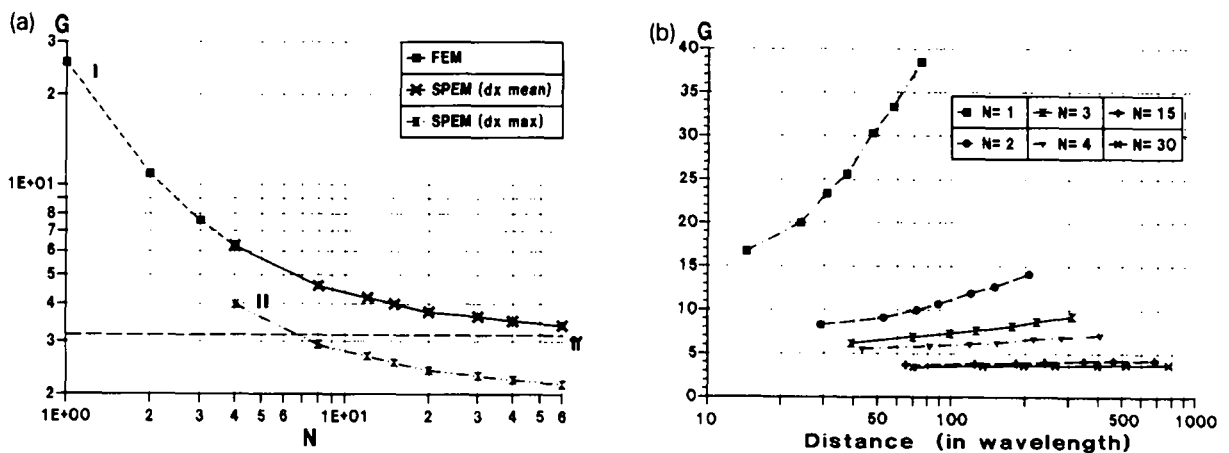 (a)
G
3
2
1E+01
8
7
6
5
4
3
2
I
II
π
FEM
SPEM (dx mean)
SPEM (dx max)
1E+00 2 3 4 6 8 1E+01 2 3 4 6
N
(b)
G
40
35
30
25
20
15
10
5
0
N= 1 N= 3 N= 15
N= 2 N= 4 N= 30
10 50 100 500 1000
Distance (in wavelength)